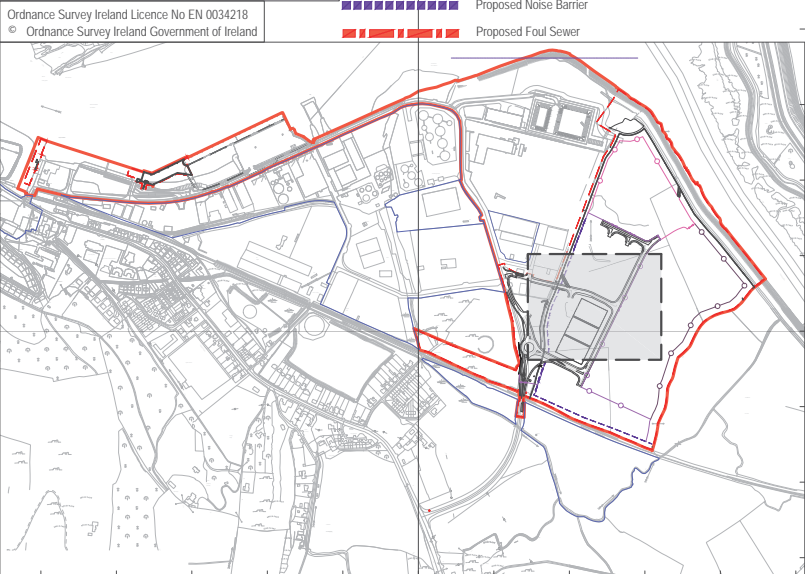 Ordnance Survey Ireland Licence No EN 0034218
© Ordnance Survey Ireland Government of Ireland
Proposed Noise Barrier
Proposed Foul Sewer